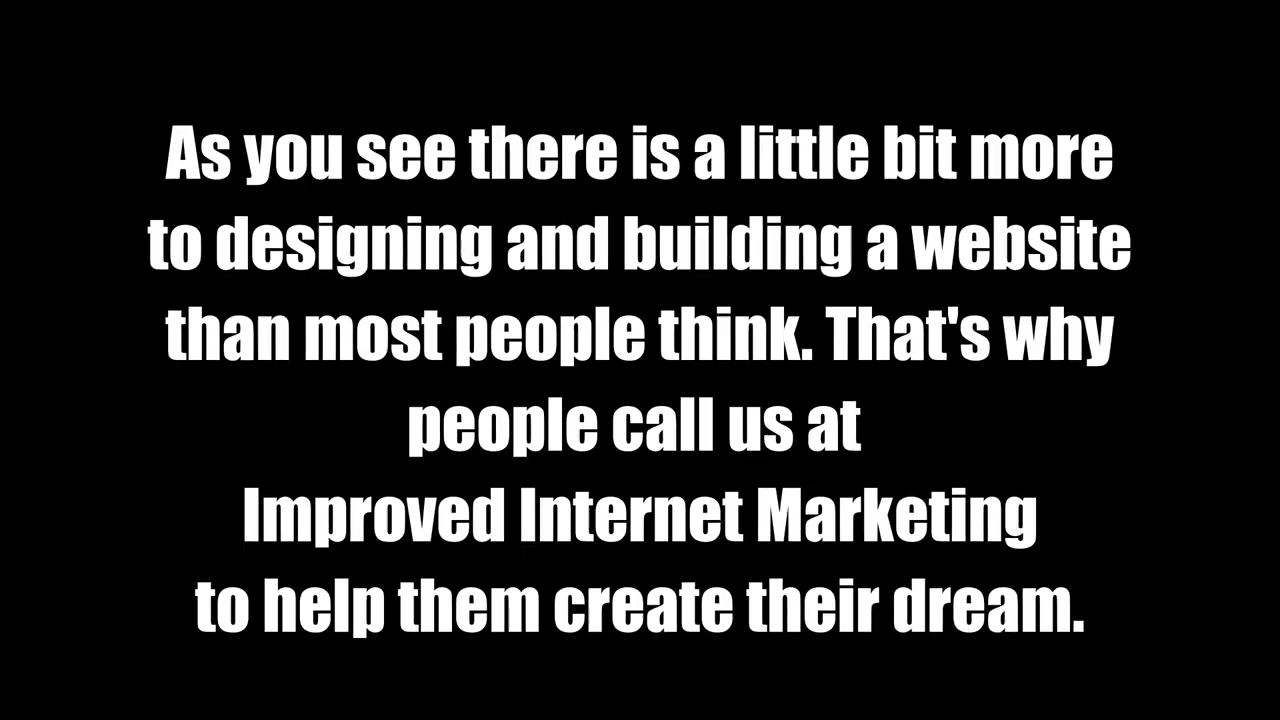 As you see there is a little bit more
to designing and building a website
than most people think. That's why
people call us at
Improved Internet Marketing
to help them create their dream.